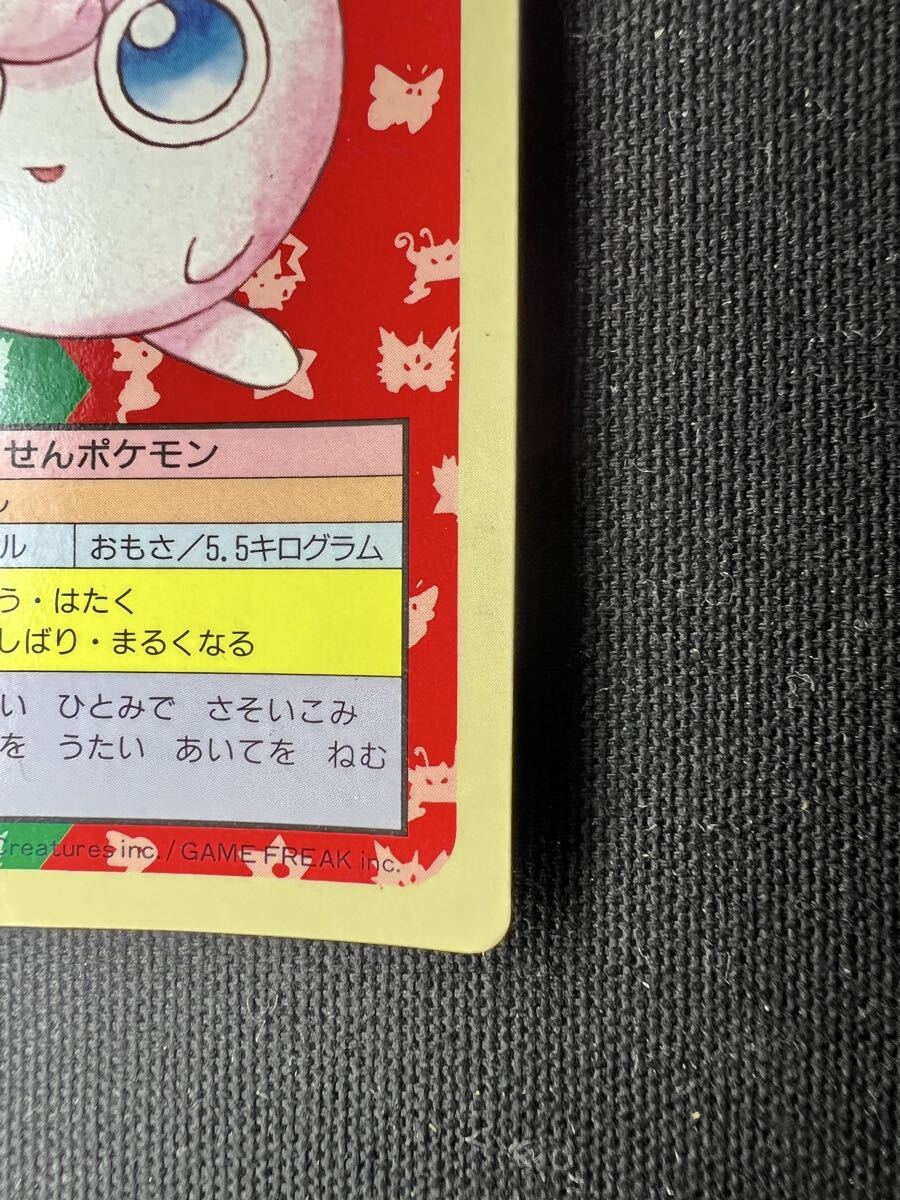 せんポケモン
ル おもさ／5.5キログラム
う・はたく
しばり・まるくなる
い ひとみで さそいこみ
を うたい あいてを ねむ
Creatures inc./GAME FREAK inc.